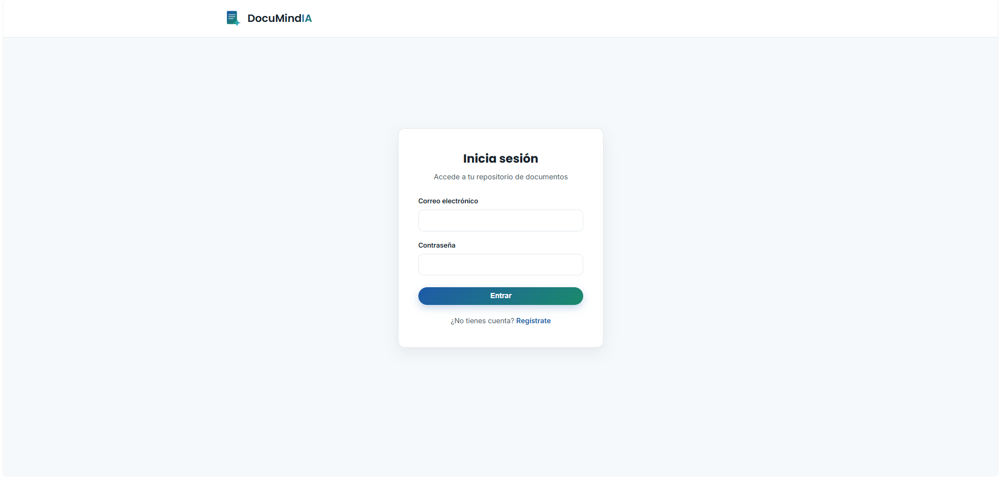 DocuMindIA
Inicia sesión
Accede a tu repositorio de documentos
Correo electrónico
Contraseña
Entrar
¿No tienes cuenta? Regístrate